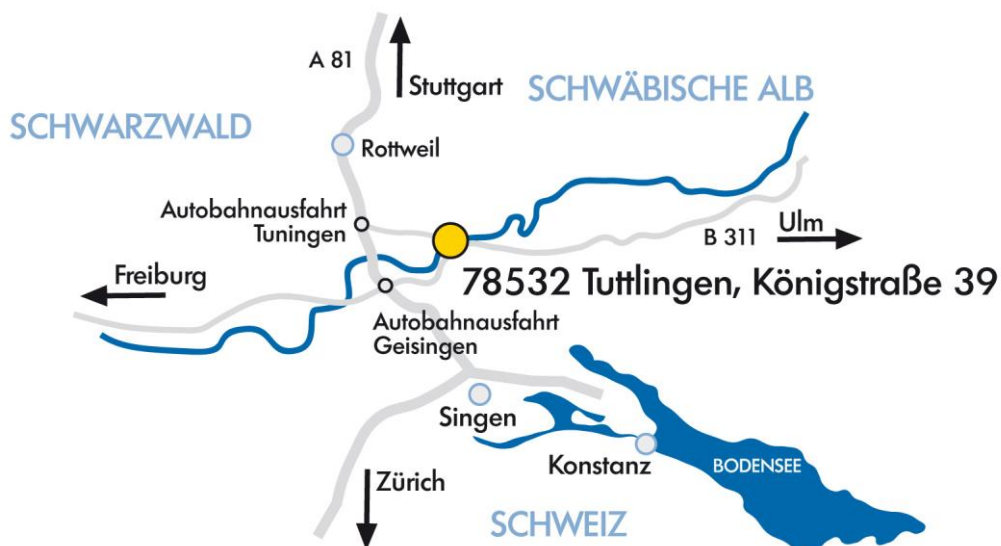 A 81
Stuttgart
SCHWÄBISCHE ALB
SCHWARZWALD
Rottweil
Autobahnausfahrt
Tuningen
B 311
Ulm
Freiburg
78532 Tuttlingen, Königstraße 39
Autobahnausfahrt
Geisingen
Singen
Konstanz
BODENSEE
Zürich
SCHWEIZ